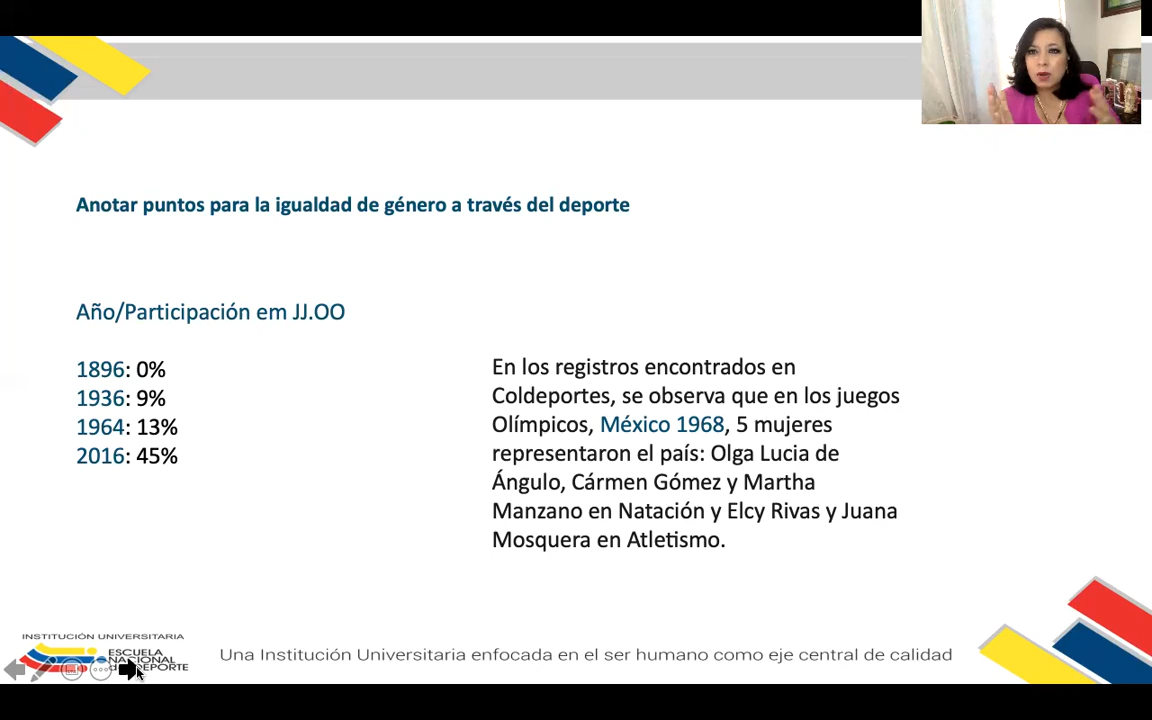 Anotar puntos para la igualdad de género a través del deporte
Año/Participación em JJ.OO
1896: 0%
1936: 9%
1964: 13%
2016: 45%
En los registros encontrados en
Coldeportes, se observa que en los juegos
Olímpicos, México 1968, 5 mujeres
representaron el país: Olga Lucia de
Ángulo, Cármen Gómez y Martha
Manzano en Natación y Elcy Rivas y Juana
Mosquera en Atletismo.
INSTITUCIÓN UNIVERSITARIA
ESCUELA
NACIONAL
DEPORTE
Una Institución Universitaria enfocada en el ser humano como eje central de calidad